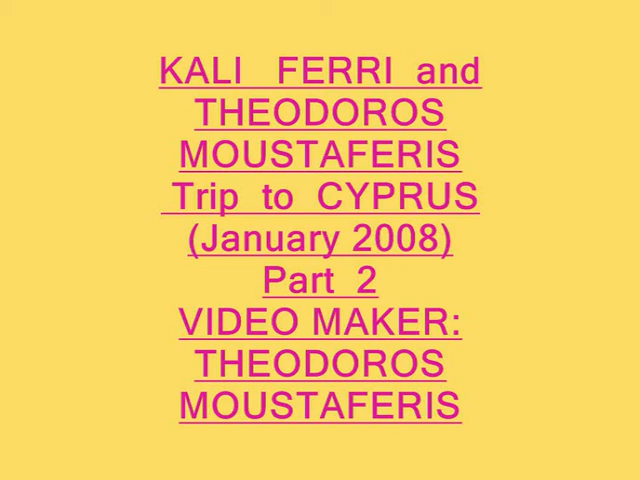 KALI FERRI and
THEODOROS
MOUSTAFERIS
Trip to CYPRUS
(January 2008)
Part 2
VIDEO MAKER:
THEODOROS
MOUSTAFERIS